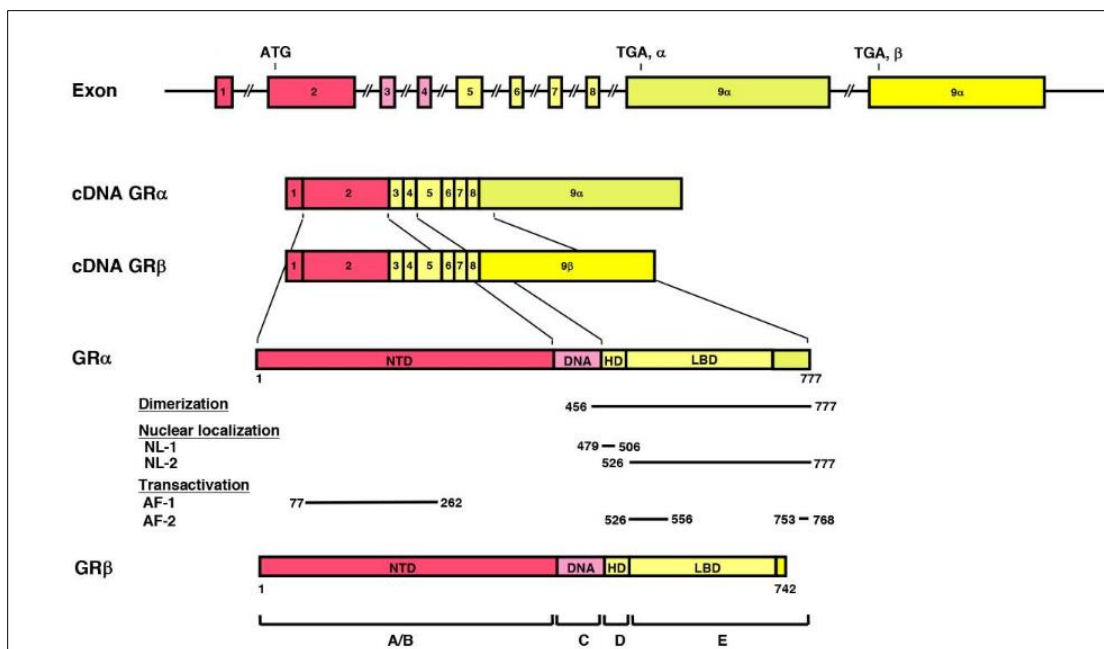 ATG TGA, α TGA, β
Exon 1 2 3 4 5 6 7 8 9α 9α
cDNA GRα 1 2 3 4 5 6 7 8 9α
cDNA GRβ 1 2 3 4 5 6 7 8 9β
GRα NTD DNA HD LBD
1 777
Dimerization 456 777
Nuclear localization
NL-1 479 506
NL-2 526 777
Transactivation
AF-1 77 262
AF-2 526 556 753 768
GRβ NTD DNA HD LBD
1 742
A/B C D E